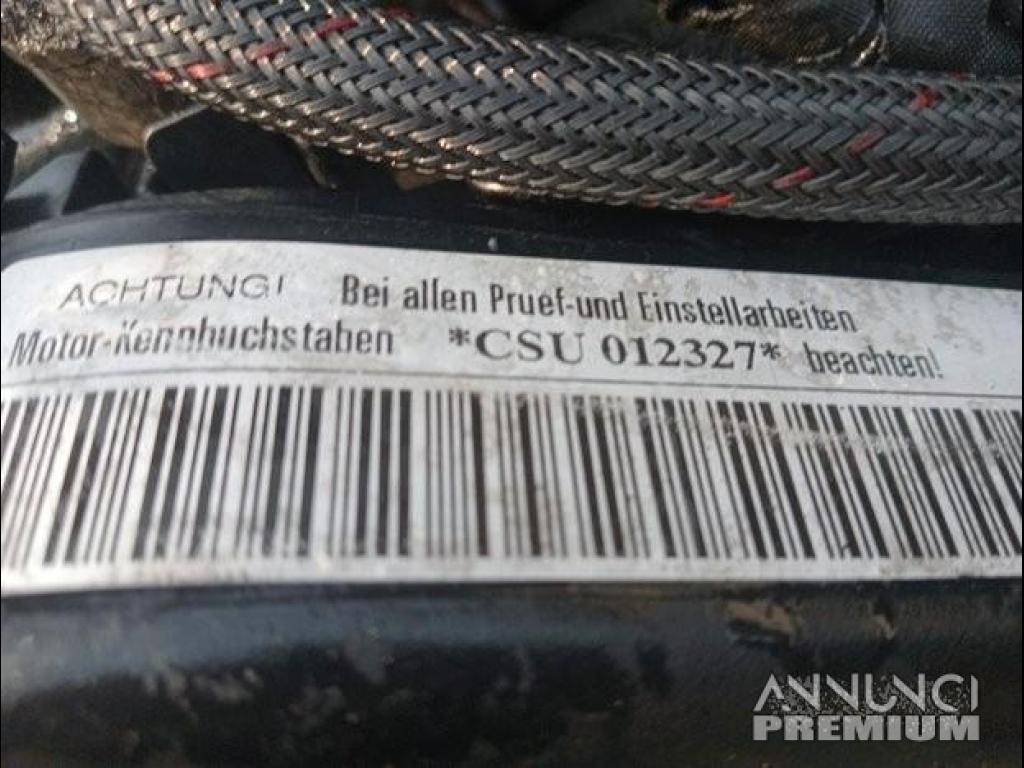 ACHTUNG! Bei allen Pruef-und Einstellarbeiten
Motor-Kennbuchstaben *CSU 012327* beachten!
ANNUNCI
PREMIUM